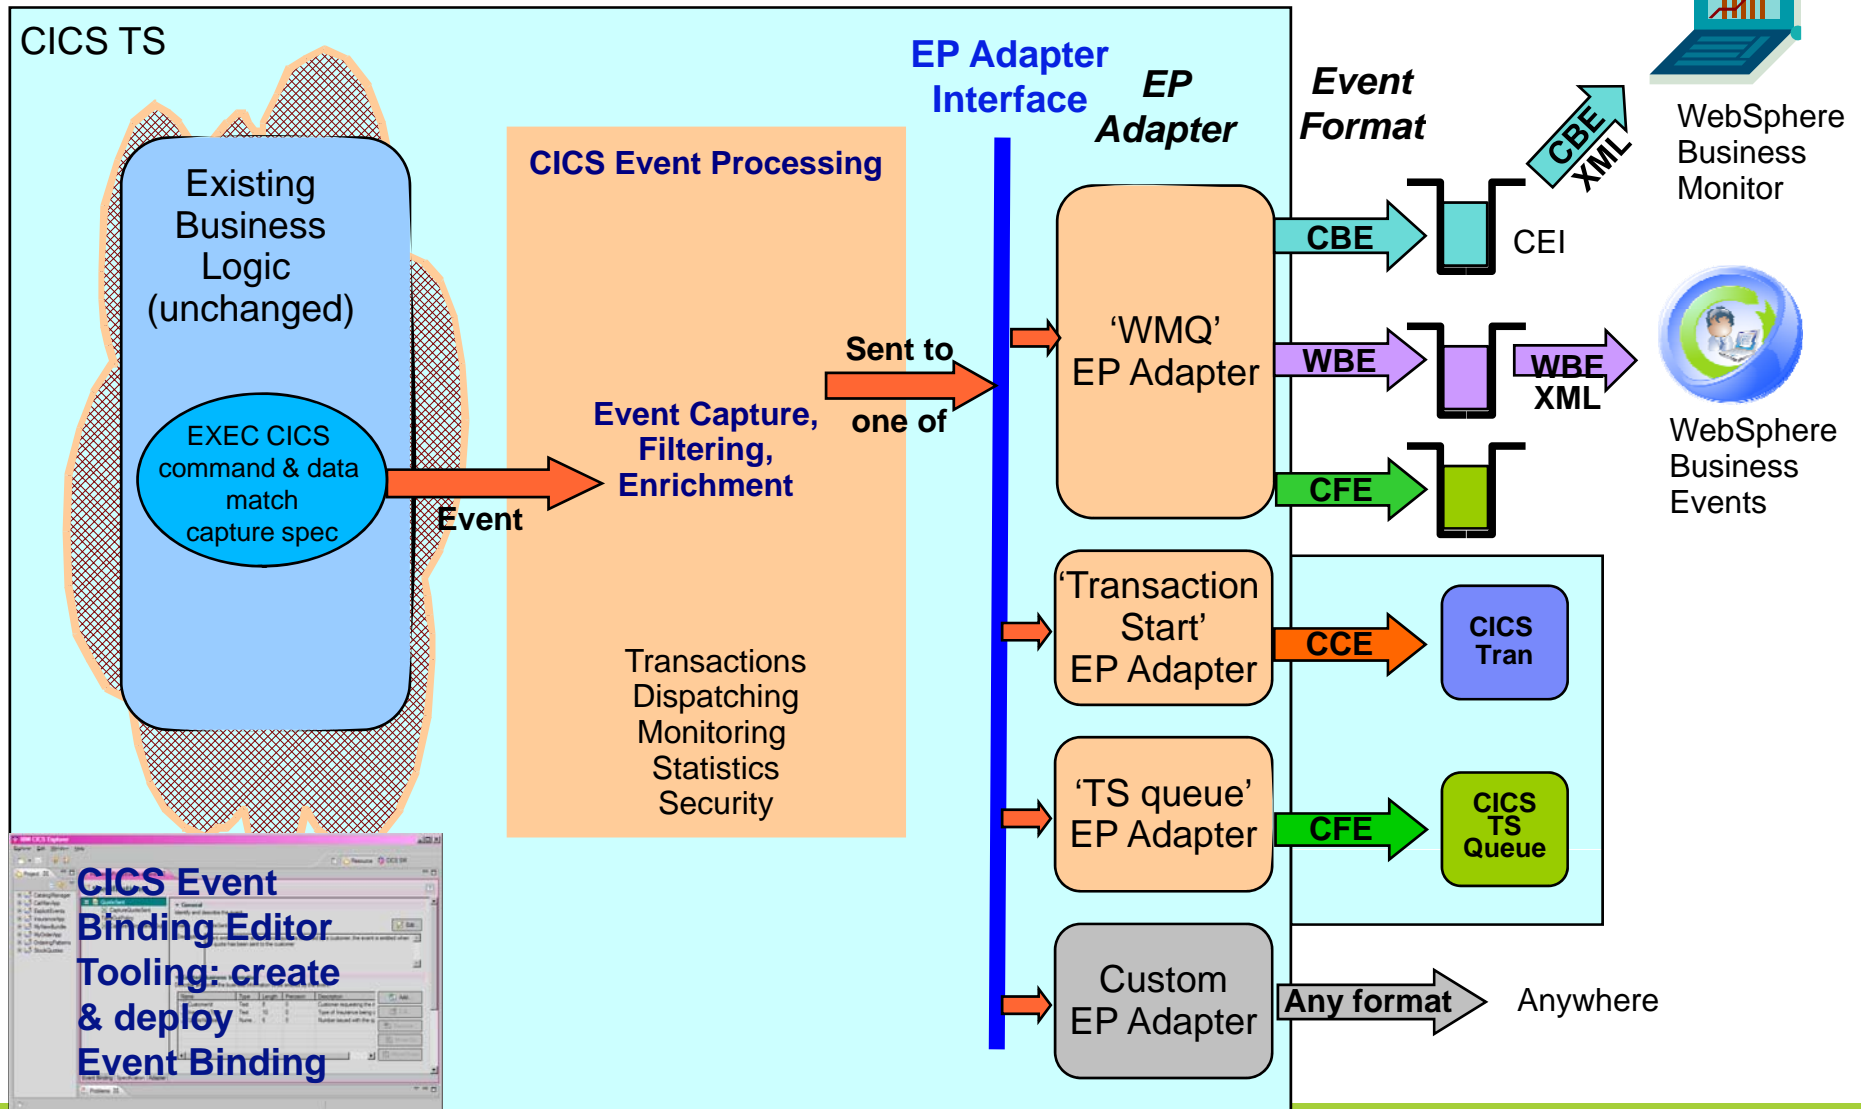 CICS TS
EP Adapter
Interface
EP
Adapter
Event
Format
CBE
XML
WebSphere
Business
Monitor
Existing
Business
Logic
(unchanged)
CICS Event Processing
CBE
CEI
'WMQ'
EP Adapter
Sent to
one of
WBE
WBE
XML
WebSphere
Business
Events
EXEC CICS
command & data
match
capture spec
Event
Event Capture,
Filtering,
Enrichment
CFE
'Transaction
Start'
EP Adapter
CCE
CICS
Tran
Transactions
Dispatching
Monitoring
Statistics
Security
'TS queue'
EP Adapter
CFE
CICS
TS
Queue
CICS Event
Binding Editor
Tooling: create
& deploy
Event Binding
Custom
EP Adapter
Any format
Anywhere